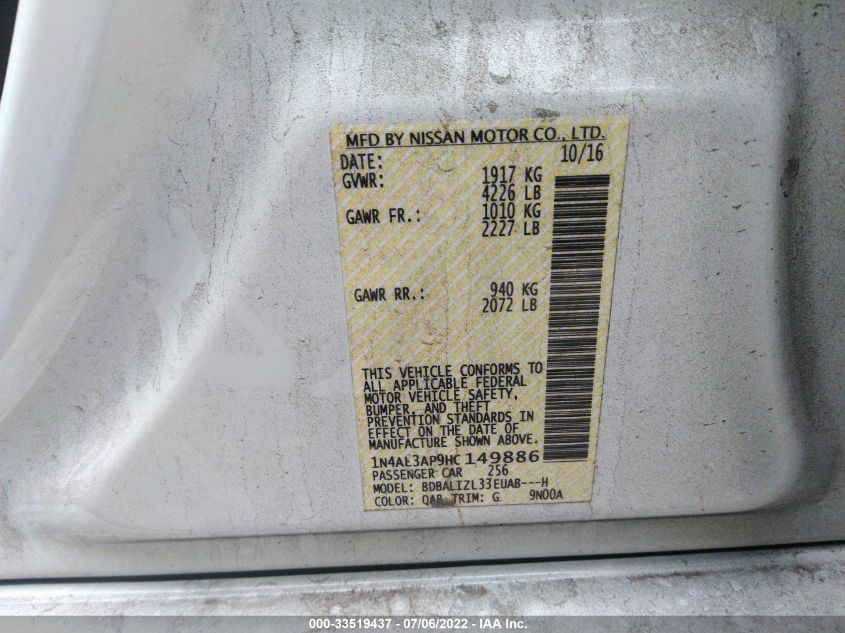 MFD BY NISSAN MOTOR CO., LTD.
DATE: 10/16
GVWR: 1917 KG
4226 LB
GAWR FR.: 1010 KG
2227 LB
GAWR RR.: 940 KG
2072 LB
THIS VEHICLE CONFORMS TO
ALL APPLICABLE FEDERAL
MOTOR VEHICLE SAFETY,
BUMPER, AND THEFT
PREVENTION STANDARDS IN
EFFECT ON THE DATE OF
MANUFACTURE SHOWN ABOVE.
1N4AL3AP9HC149886
PASSENGER CAR 256
MODEL: BDBALIZL33EUAB---H
COLOR: QAB TRIM: G 9N00A
000-33519437 - 07/06/2022 - IAA Inc.